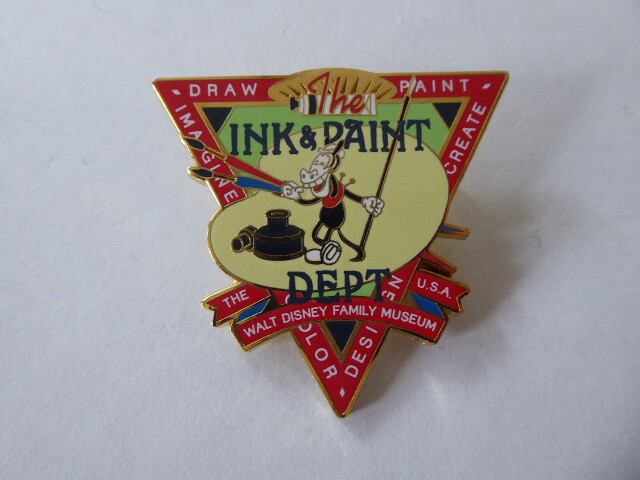 DRAW PAINT
The
INK & PAINT
DEPT
IMAGINE
CREATE
THE
U.S.A.
WALT DISNEY FAMILY MUSEUM
COLOR